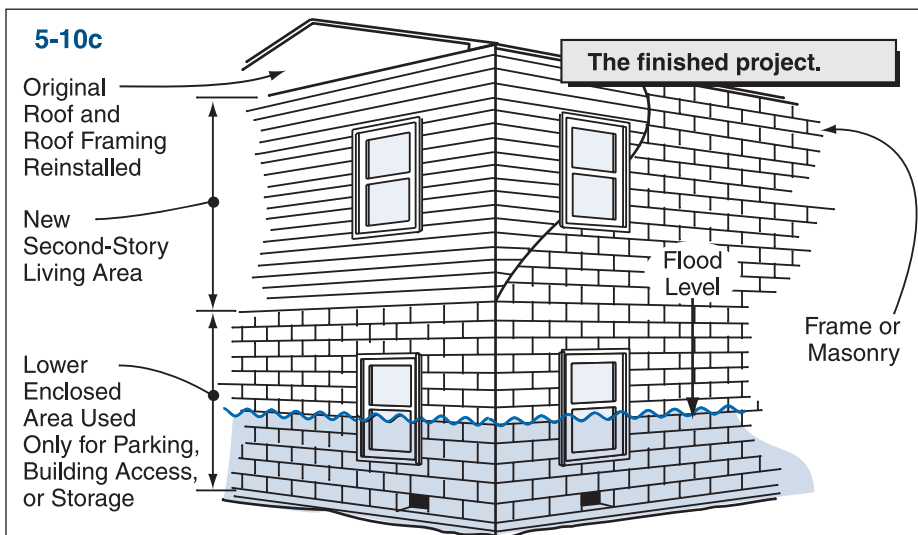 5-10c
The finished project.
Original
Roof and
Roof Framing
Reinstalled
New
Second-Story
Living Area
Flood
Level
Frame or
Masonry
Lower
Enclosed
Area Used
Only for Parking,
Building Access,
or Storage